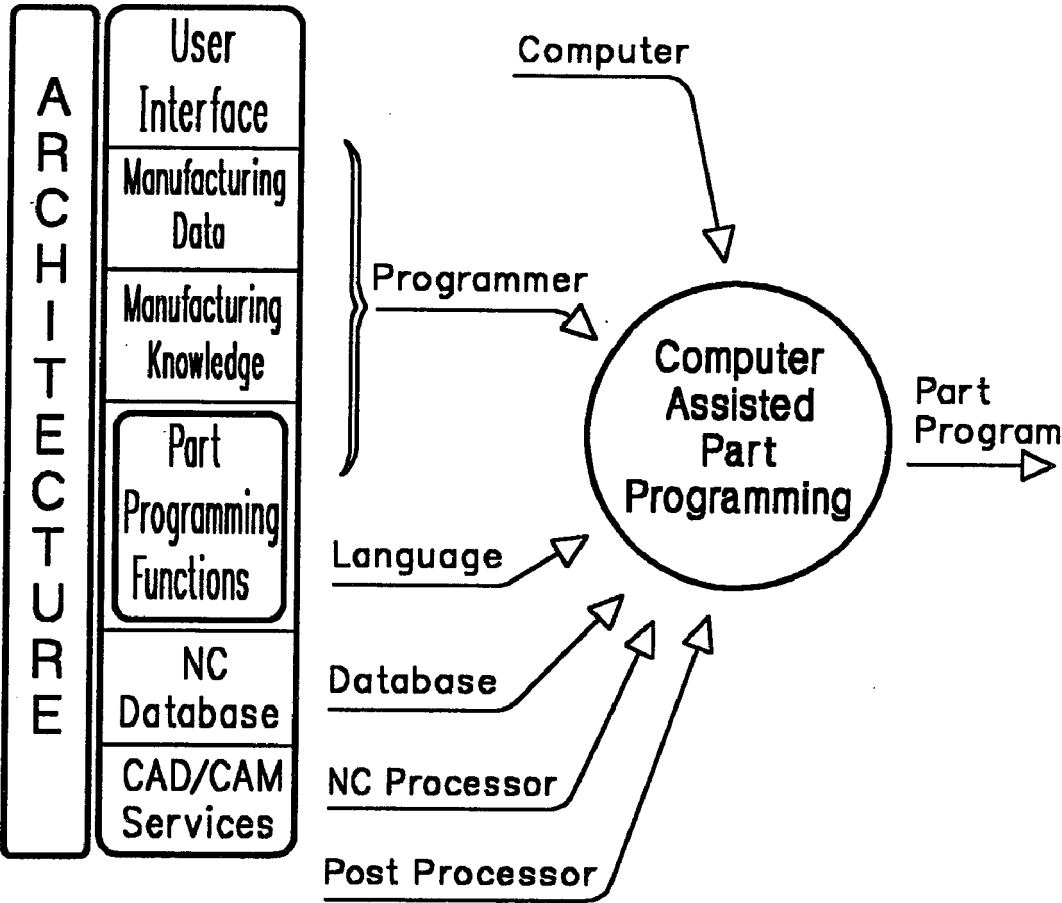 ARCHITECTURE
User
Interface
Manufacturing
Data
Manufacturing
Knowledge
Part
Programming
Functions
NC
Database
CAD/CAM
Services
Computer
Programmer
Language
Database
NC Processor
Post Processor
Computer
Assisted
Part
Programming
Part
Program